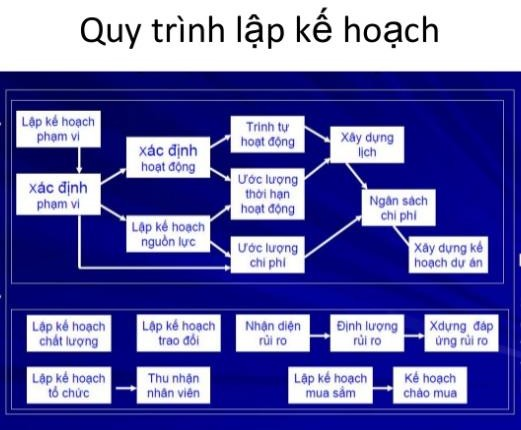 Quy trình lập kế hoạch
Lập kế hoạch
phạm vi
Xác định
phạm vi
Xác định
hoạt động
Lập kế hoạch
nguồn lực
Trình tự
hoạt động
Ước lượng
thời hạn
hoạt động
Ước lượng
chi phí
Xây dựng
lịch
Ngân sách
chi phí
Xây dựng kế
hoạch dự án
Lập kế hoạch
chất lượng
Lập kế hoạch
trao đổi
Nhận diện
rủi ro
Định lượng
rủi ro
Xdựng đáp
ứng rủi ro
Lập kế hoạch
tổ chức
Thu nhận
nhân viên
Lập kế hoạch
mua sắm
Kế hoạch
chào mua